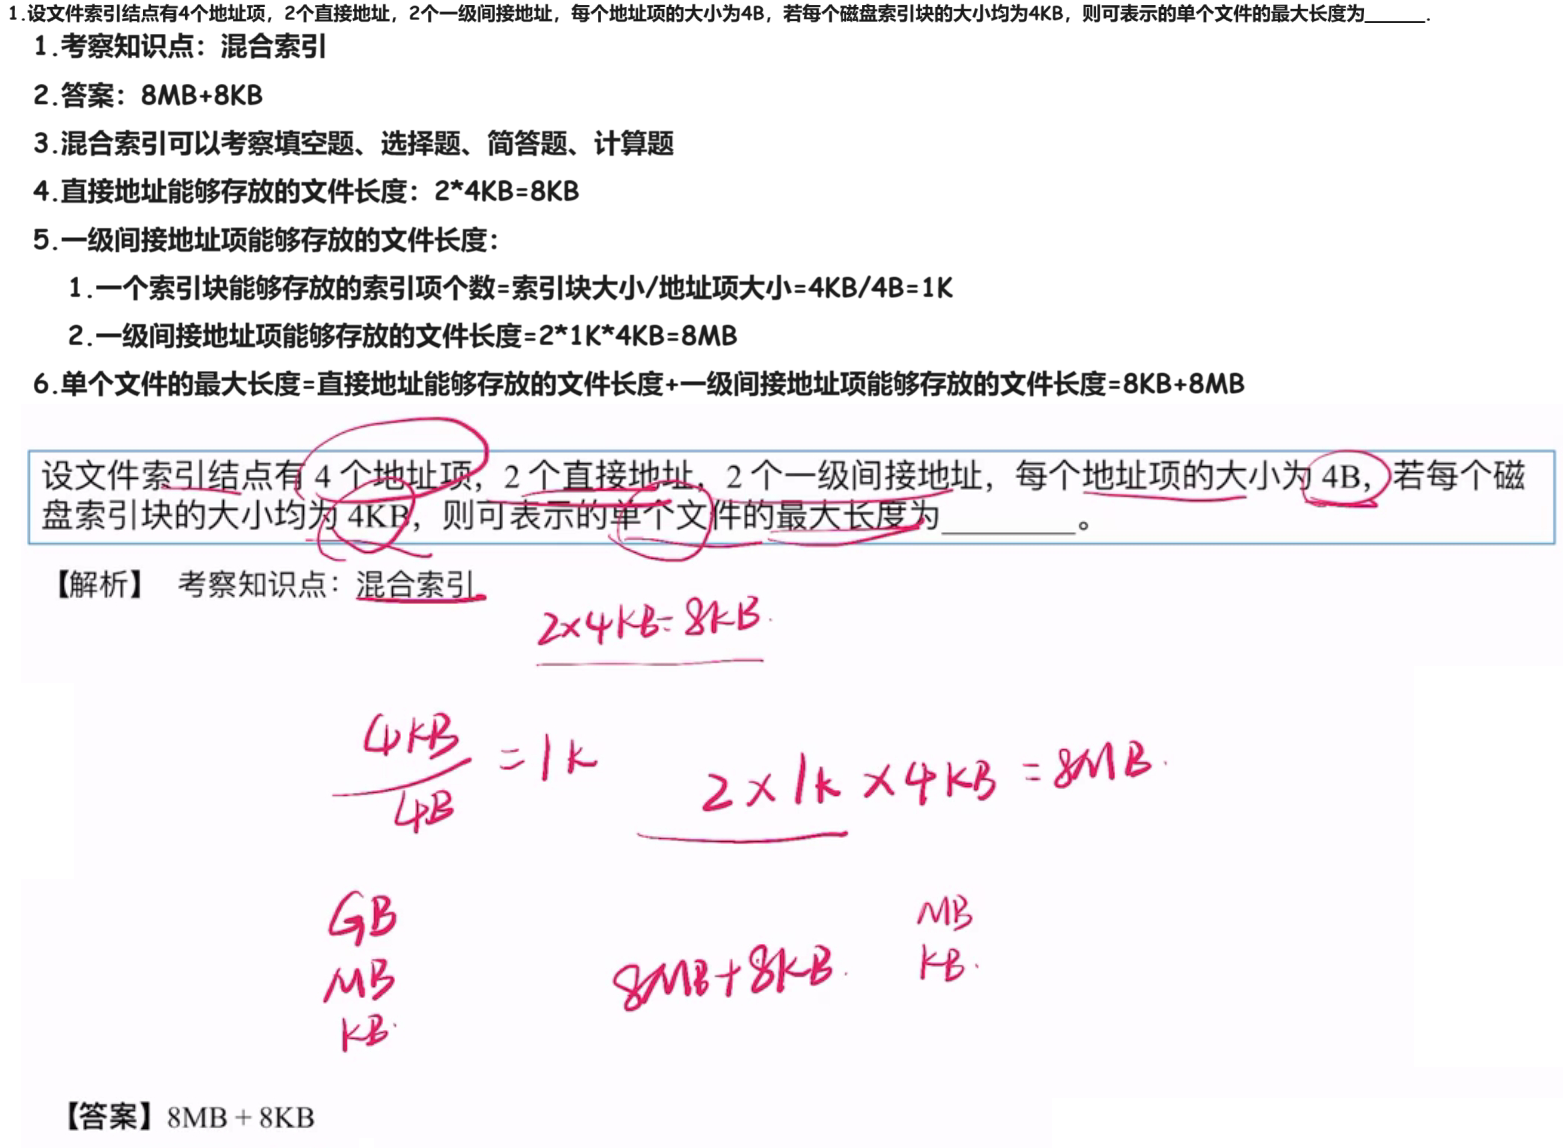 1.设文件索引结点有4个地址项，2个直接地址，2个一级间接地址，每个地址项的大小为4B，若每个磁盘索引块的大小均为4KB，则可表示的单个文件的最大长度为______.
1.考察知识点：混合索引
2.答案：8MB+8KB
3.混合索引可以考察填空题、选择题、简答题、计算题
4.直接地址能够存放的文件长度：2*4KB=8KB
5.一级间接地址项能够存放的文件长度：
1.一个索引块能够存放的索引项个数=索引块大小/地址项大小=4KB/4B=1K
2.一级间接地址项能够存放的文件长度=2*1K*4KB=8MB
6.单个文件的最大长度=直接地址能够存放的文件长度+一级间接地址项能够存放的文件长度=8KB+8MB
设文件索引结点有 4 个地址项，2 个直接地址，2 个一级间接地址，每个地址项的大小为 4B，若每个磁
盘索引块的大小均为 4KB，则可表示的单个文件的最大长度为________。
【解析】 考察知识点：混合索引
2×4KB=8KB.
4KB
4B
=1K
2×1k×4KB=8MB.
GB
MB
KB.
8MB+8KB.
MB
KB.
【答案】8MB + 8KB